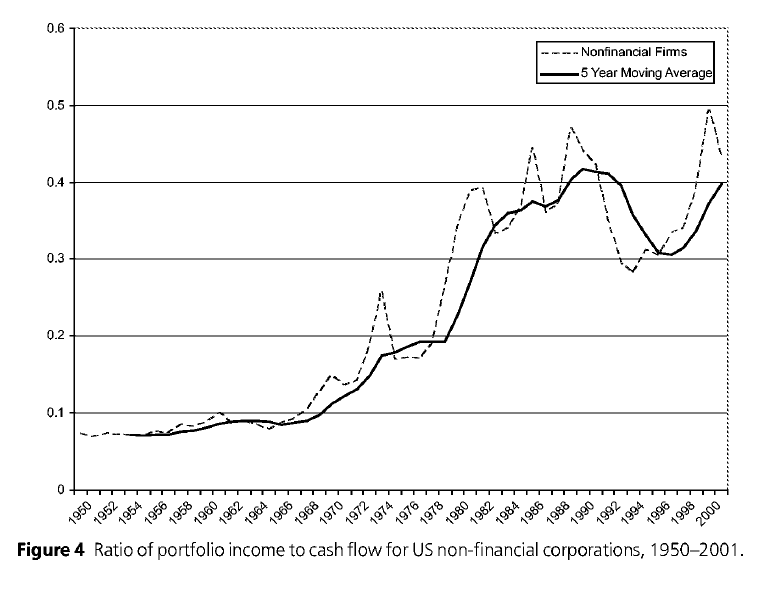 0.6
Nonfinancial Firms
5 Year Moving Average
0.5
0.4
0.3
0.2
0.1
0
1950 1952 1954 1956 1958 1960 1962 1964 1966 1968 1970 1972 1974 1976 1978 1980 1982 1984 1986 1988 1990 1992 1994 1996 1998 2000
Figure 4 Ratio of portfolio income to cash flow for US non-financial corporations, 1950–2001.